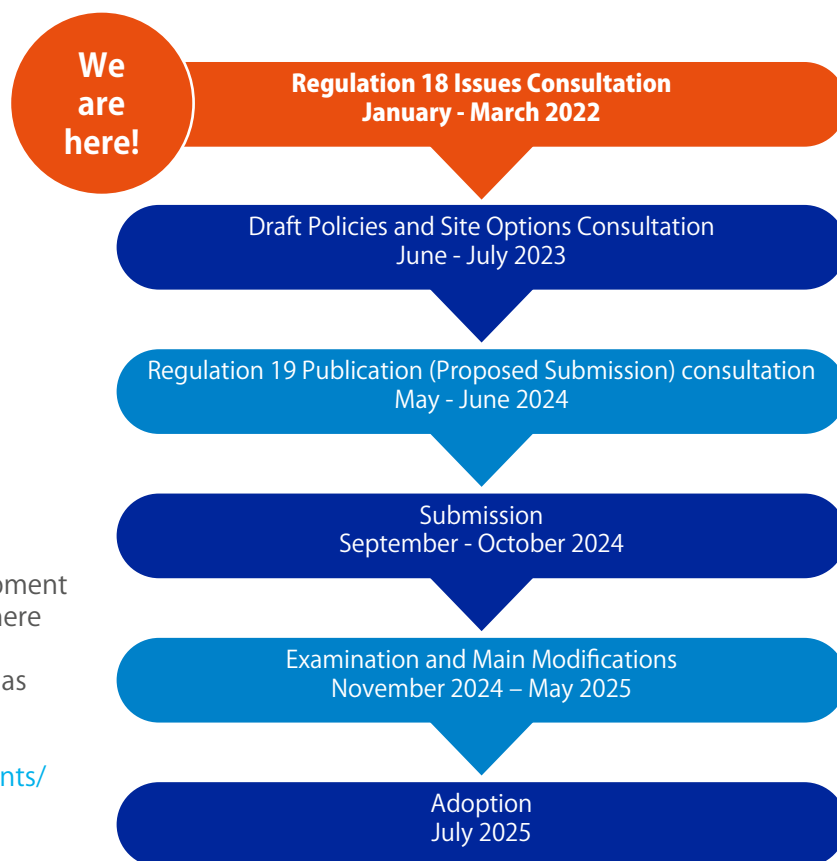 We
are
here!
Regulation 18 Issues Consultation
January - March 2022
Draft Policies and Site Options Consultation
June - July 2023
Regulation 19 Publication (Proposed Submission) consultation
May - June 2024
Submission
September - October 2024
Examination and Main Modifications
November 2024 – May 2025
Adoption
July 2025